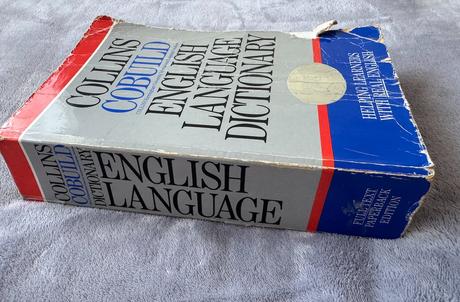 COLLINS
COBUILD
ENGLISH
LANGUAGE
DICTIONARY
HELPING LEARNERS
WITH REAL ENGLISH
COLLINS
COBUILD
DICTIONARY
ENGLISH
LANGUAGE
FULL TEXT
PAPERBACK
EDITION